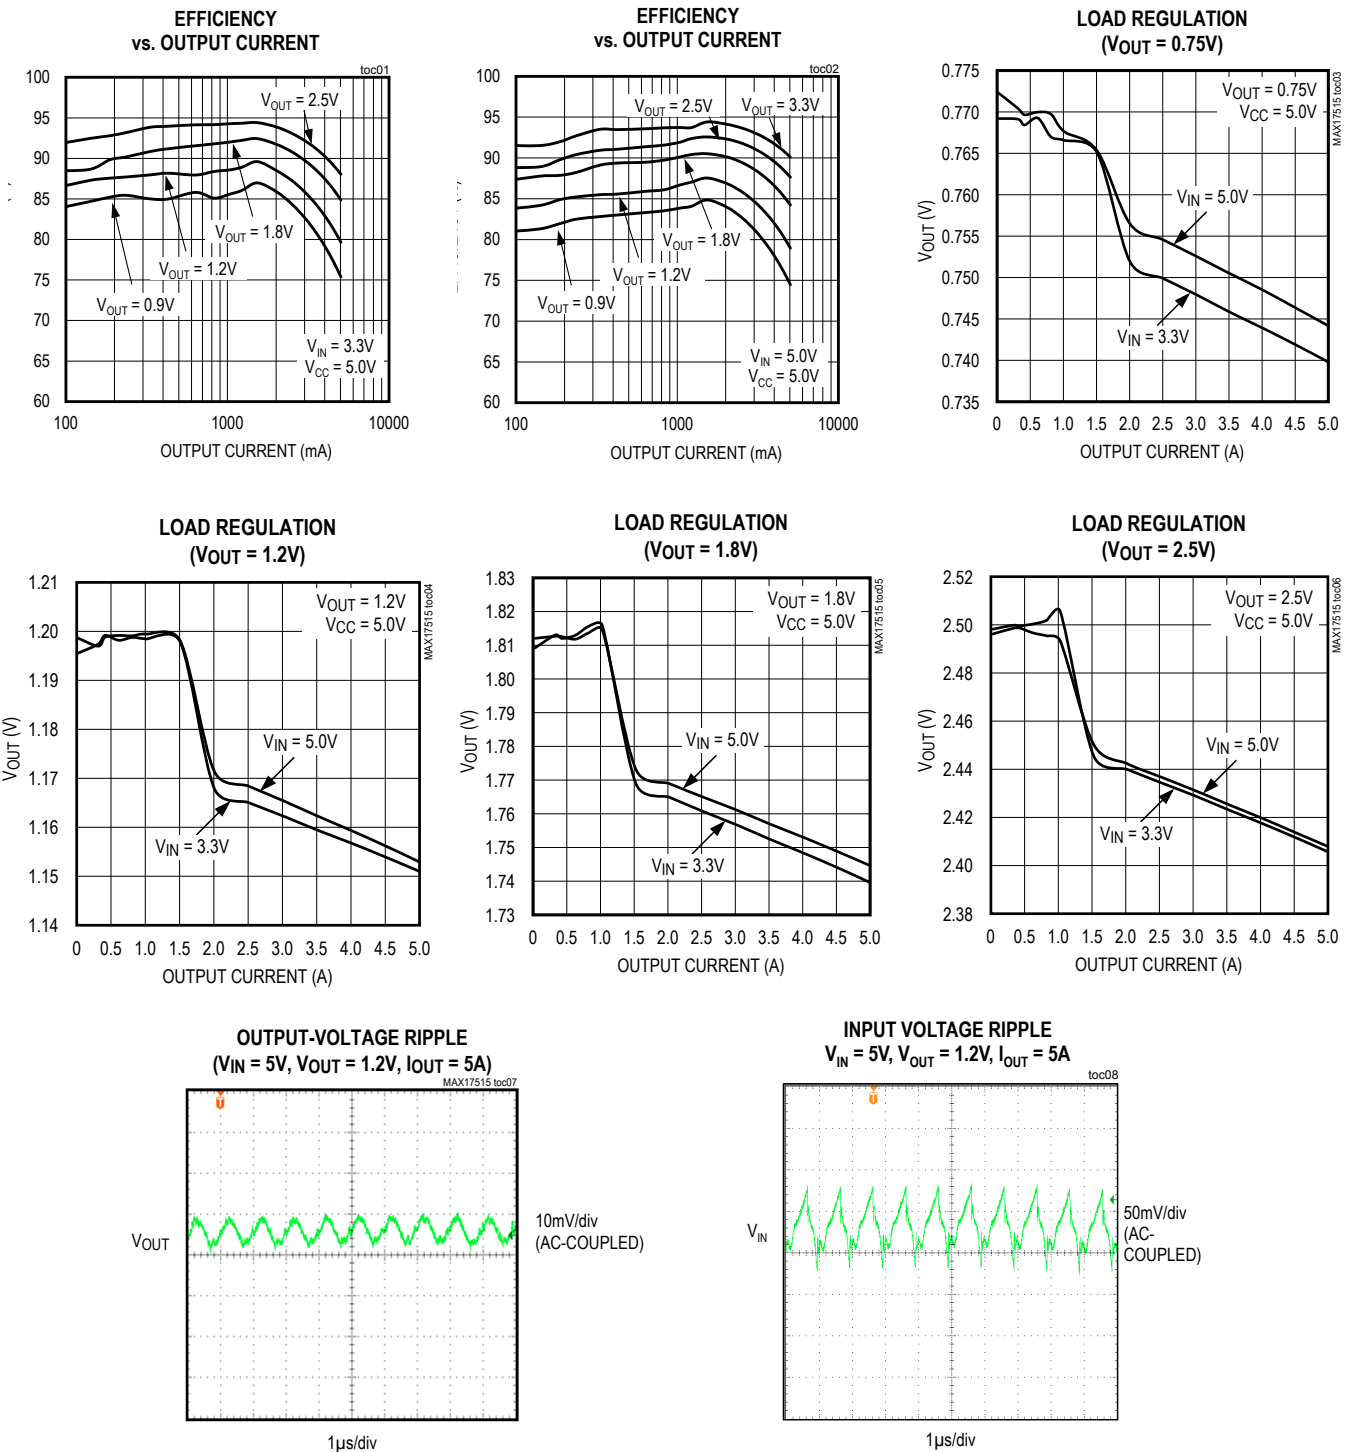 EFFICIENCY
vs. OUTPUT CURRENT
toc01
100
95
90
85
80
75
70
65
60
VOUT = 2.5V
VOUT = 1.8V
VOUT = 1.2V
VOUT = 0.9V
VIN = 3.3V
VCC = 5.0V
100 1000 10000
OUTPUT CURRENT (mA)
EFFICIENCY
vs. OUTPUT CURRENT
toc02
100
95
90
85
80
75
70
65
60
VOUT = 2.5V VOUT = 3.3V
VOUT = 1.8V
VOUT = 1.2V
VOUT = 0.9V
VIN = 5.0V
VCC = 5.0V
100 1000 10000
OUTPUT CURRENT (mA)
LOAD REGULATION
(VOUT = 0.75V)
MAX17515 toc03
VOUT (V)
0.775
0.770
0.765
0.760
0.755
0.750
0.745
0.740
0.735
VOUT = 0.75V
VCC = 5.0V
VIN = 5.0V
VIN = 3.3V
0 0.5 1.0 1.5 2.0 2.5 3.0 3.5 4.0 4.5 5.0
OUTPUT CURRENT (A)
LOAD REGULATION
(VOUT = 1.2V)
MAX17515 toc04
VOUT (V)
1.21
1.20
1.19
1.18
1.17
1.16
1.15
1.14
VOUT = 1.2V
VCC = 5.0V
VIN = 5.0V
VIN = 3.3V
0 0.5 1.0 1.5 2.0 2.5 3.0 3.5 4.0 4.5 5.0
OUTPUT CURRENT (A)
LOAD REGULATION
(VOUT = 1.8V)
MAX17515 toc05
VOUT (V)
1.83
1.82
1.81
1.80
1.79
1.78
1.77
1.76
1.75
1.74
1.73
VOUT = 1.8V
VCC = 5.0V
VIN = 5.0V
VIN = 3.3V
0 0.5 1.0 1.5 2.0 2.5 3.0 3.5 4.0 4.5 5.0
OUTPUT CURRENT (A)
LOAD REGULATION
(VOUT = 2.5V)
MAX17515 toc06
VOUT (V)
2.52
2.50
2.48
2.46
2.44
2.42
2.40
2.38
VOUT = 2.5V
VCC = 5.0V
VIN = 5.0V
VIN = 3.3V
0 0.5 1.0 1.5 2.0 2.5 3.0 3.5 4.0 4.5 5.0
OUTPUT CURRENT (A)
OUTPUT-VOLTAGE RIPPLE
(VIN = 5V, VOUT = 1.2V, IOUT = 5A)
MAX17515 toc07
T
VOUT
10mV/div
(AC-COUPLED)
1µs/div
INPUT VOLTAGE RIPPLE
VIN = 5V, VOUT = 1.2V, IOUT = 5A
toc08
T
VIN
50mV/div
(AC-
COUPLED)
1µs/div